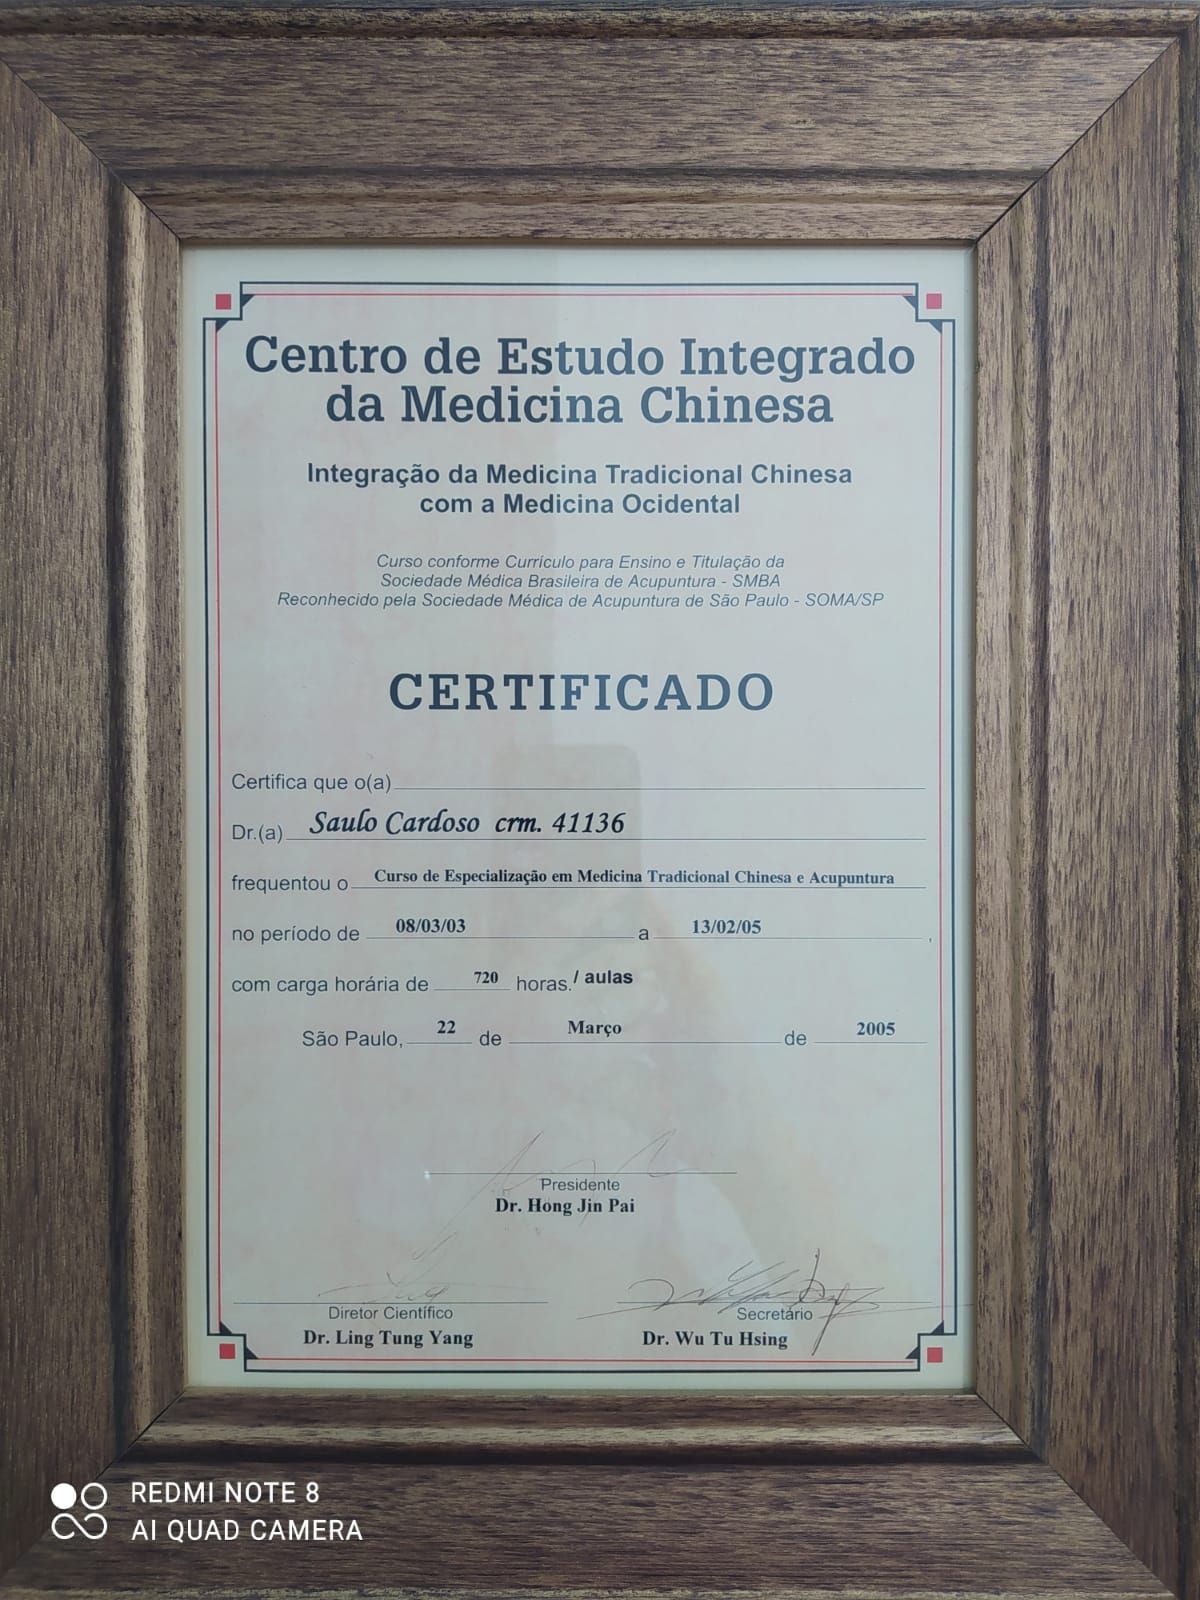 Centro de Estudo Integrado
da Medicina Chinesa
Integração da Medicina Tradicional Chinesa
com a Medicina Ocidental
Curso conforme Currículo para Ensino e Titulação da
Sociedade Médica Brasileira de Acupuntura - SMBA
Reconhecido pela Sociedade Médica de Acupuntura de São Paulo - SOMA/SP
CERTIFICADO
Certifica que o(a)
Dr.(a) Saulo Cardoso crm. 41136
frequentou o Curso de Especialização em Medicina Tradicional Chinesa e Acupuntura
no período de 08/03/03 a 13/02/05,
com carga horária de 720 horas./ aulas
São Paulo, 22 de Março de 2005
Presidente
Dr. Hong Jin Pai
Diretor Científico
Dr. Ling Tung Yang
Secretário
Dr. Wu Tu Hsing
REDMI NOTE 8
AI QUAD CAMERA